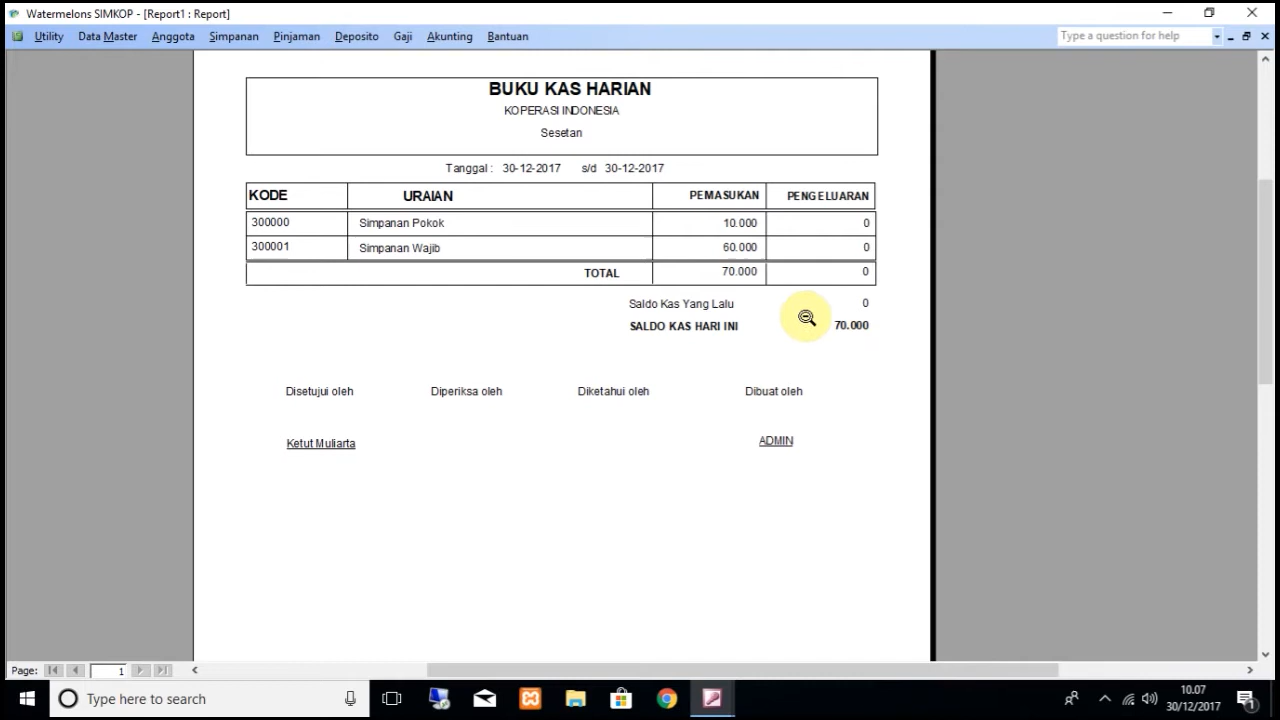 Watermelons SIMKOP - [Report1 : Report]
Utility Data Master Anggota Simpanan Pinjaman Deposito Gaji Akunting Bantuan Type a question for help
BUKU KAS HARIAN
KOPERASI INDONESIA
Sesetan
Tanggal : 30-12-2017 s/d 30-12-2017
KODE URAIAN PEMASUKAN PENGELUARAN
300000 Simpanan Pokok 10.000 0
300001 Simpanan Wajib 60.000 0
TOTAL 70.000 0
Saldo Kas Yang Lalu 0
SALDO KAS HARI INI 70.000
Disetujui oleh Diperiksa oleh Diketahui oleh Dibuat oleh
Ketut Muliarta ADMIN
Page: 1
Type here to search 10.07
30/12/2017 1